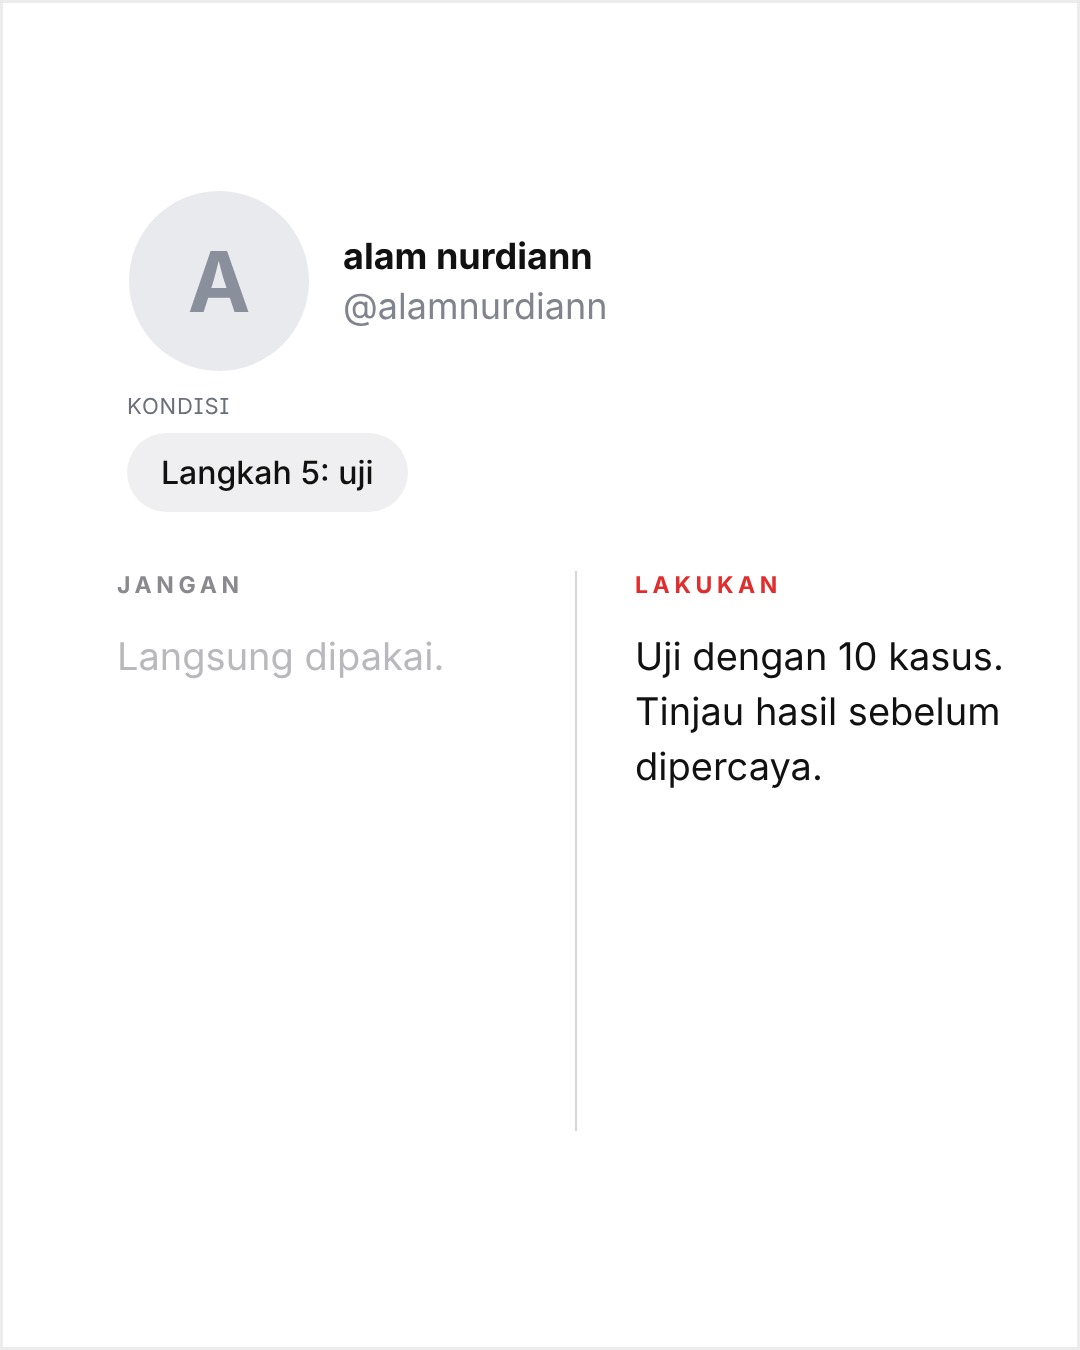 A
alam nurdiann
@alamnurdiann
KONDISI
Langkah 5: uji
JANGAN
Langsung dipakai.
LAKUKAN
Uji dengan 10 kasus.
Tinjau hasil sebelum
dipercaya.